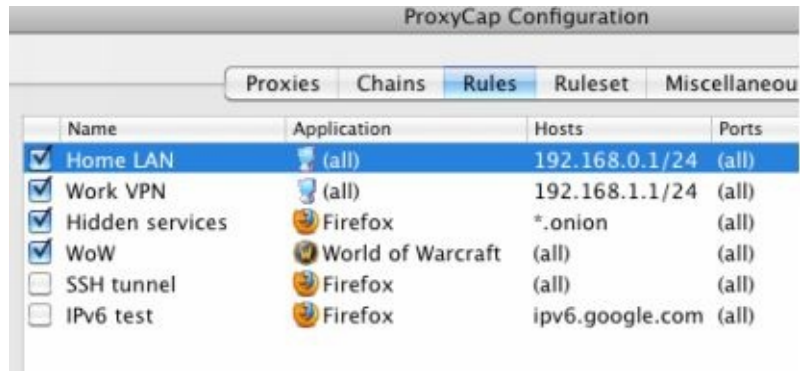 ProxyCap Configuration
Proxies Chains Rules Ruleset Miscellaneou
Name Application Hosts Ports
Home LAN (all) 192.168.0.1/24 (all)
Work VPN (all) 192.168.1.1/24 (all)
Hidden services Firefox *.onion (all)
WoW World of Warcraft (all) (all)
SSH tunnel Firefox (all) (all)
IPv6 test Firefox ipv6.google.com (all)